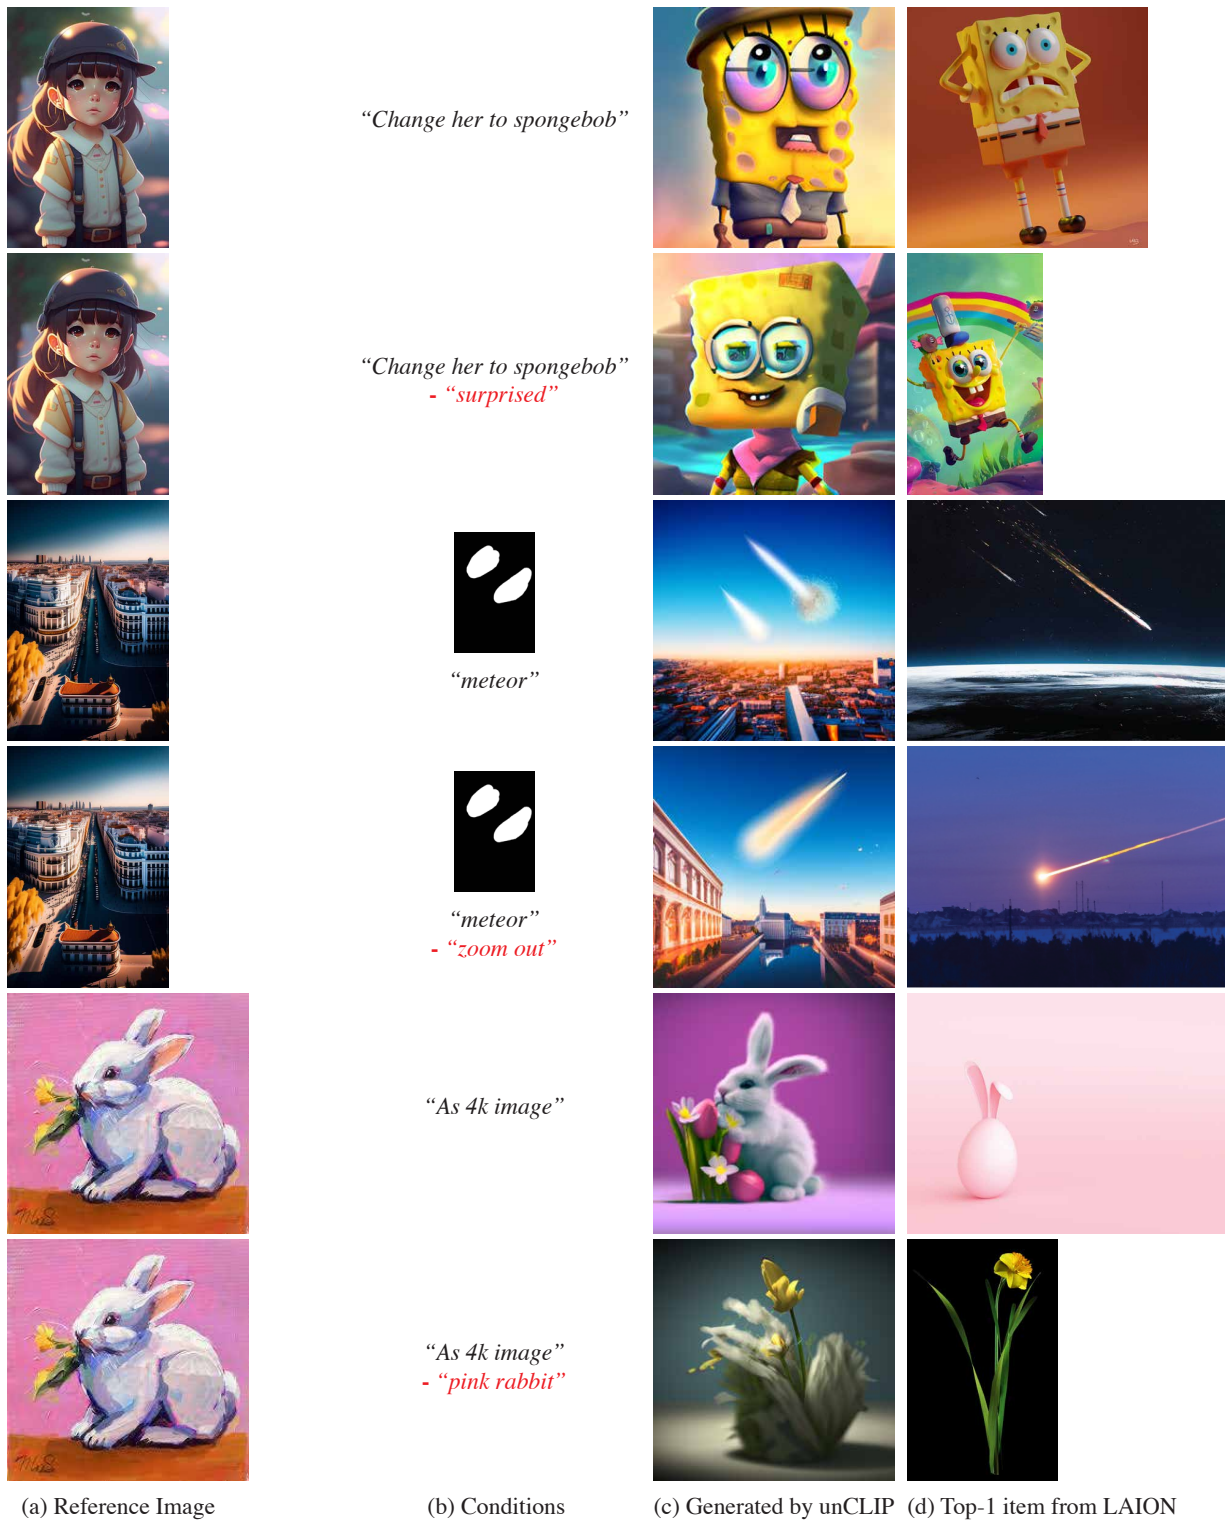 “Change her to spongebob”
“Change her to spongebob”
- “surprised”
“meteor”
“meteor”
- “zoom out”
“As 4k image”
“As 4k image”
- “pink rabbit”
(a) Reference Image
(b) Conditions
(c) Generated by unCLIP
(d) Top-1 item from LAION